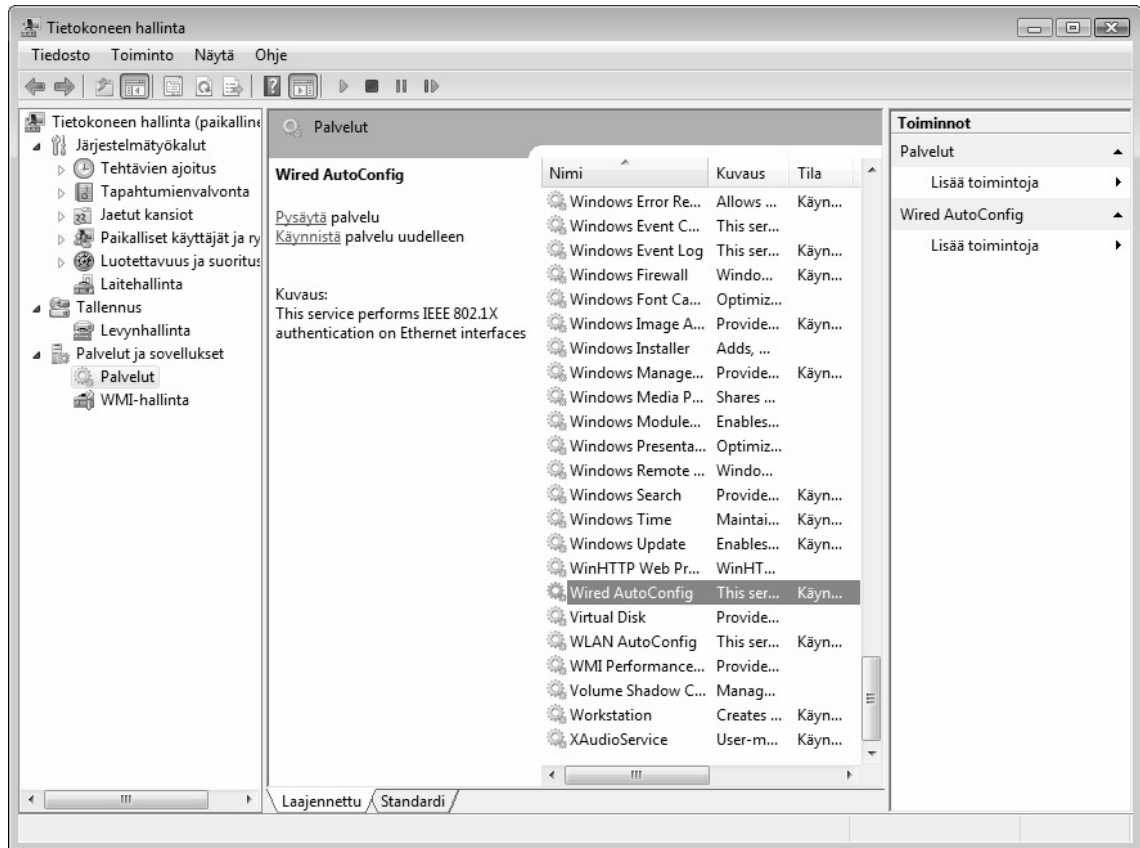 Tietokoneen hallinta
Tiedosto Toiminto Näytä Ohje
Tietokoneen hallinta (paikalline
Järjestelmätyökalut
Tehtävien ajoitus
Tapahtumienvalvonta
Jaetut kansiot
Paikalliset käyttäjät ja ry
Luotettavuus ja suoritus
Laitehallinta
Tallennus
Levynhallinta
Palvelut ja sovellukset
Palvelut
WMI-hallinta
Palvelut
Wired AutoConfig
Pysäytä palvelu
Käynnistä palvelu uudelleen
Kuvaus:
This service performs IEEE 802.1X
authentication on Ethernet interfaces
Nimi Kuvaus Tila
Windows Error Re... Allows ... Käyn...
Windows Event C... This ser...
Windows Event Log This ser... Käyn...
Windows Firewall Windo... Käyn...
Windows Font Ca... Optimiz...
Windows Image A... Provide... Käyn...
Windows Installer Adds, ...
Windows Manage... Provide... Käyn...
Windows Media P... Shares ...
Windows Module... Enables...
Windows Presenta... Optimiz...
Windows Remote ... Windo...
Windows Search Provide... Käyn...
Windows Time Maintai... Käyn...
Windows Update Enables... Käyn...
WinHTTP Web Pr... WinHT...
Wired AutoConfig This ser... Käyn...
Virtual Disk Provide...
WLAN AutoConfig This ser... Käyn...
WMI Performance... Provide...
Volume Shadow C... Manag...
Workstation Creates ... Käyn...
XAudioService User-m... Käyn...
Laajennettu Standardi
Toiminnot
Palvelut
Lisää toimintoja
Wired AutoConfig
Lisää toimintoja